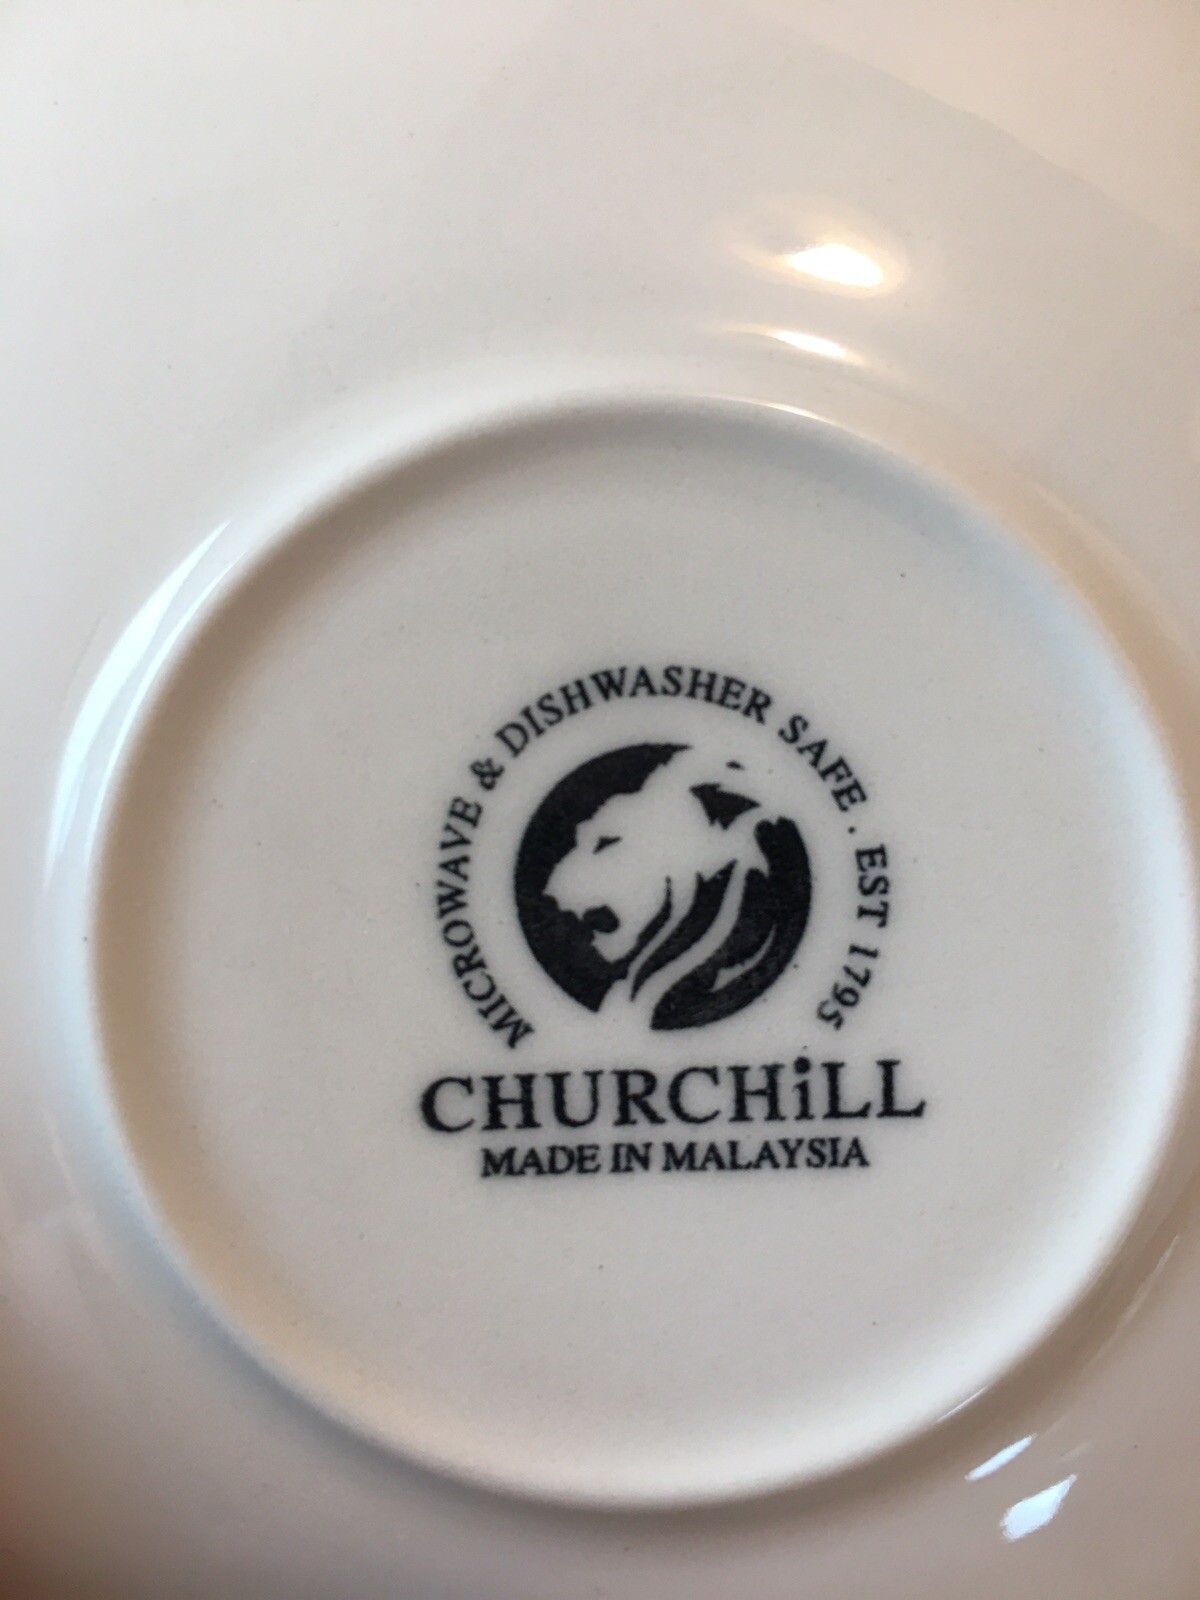 MICROWAVE & DISHWASHER SAFE . EST 1795
CHURCHiLL
MADE IN MALAYSIA